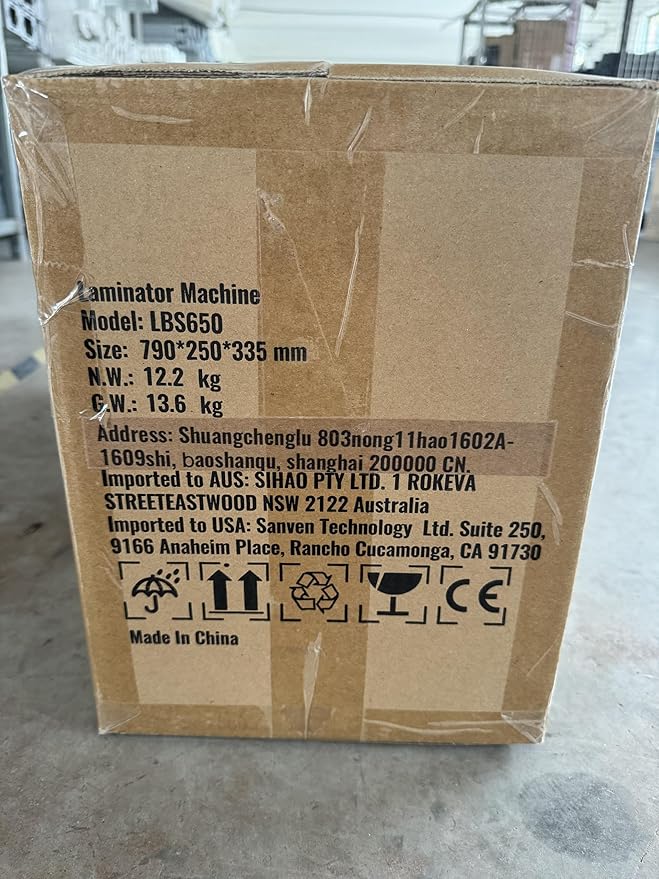 Laminator Machine
Model: LBS650
Size: 790*250*335 mm
N.W.: 12.2 kg
G.W.: 13.6 kg
Address: Shuangchenglu 803nong11hao1602A-
1609shi, baoshanqu, shanghai 200000 CN.
Imported to AUS: SIHAO PTY LTD. 1 ROKEVA
STREETEASTWOOD NSW 2122 Australia
Imported to USA: Sanven Technology Ltd. Suite 250,
9166 Anaheim Place, Rancho Cucamonga, CA 91730
CE
Made In China